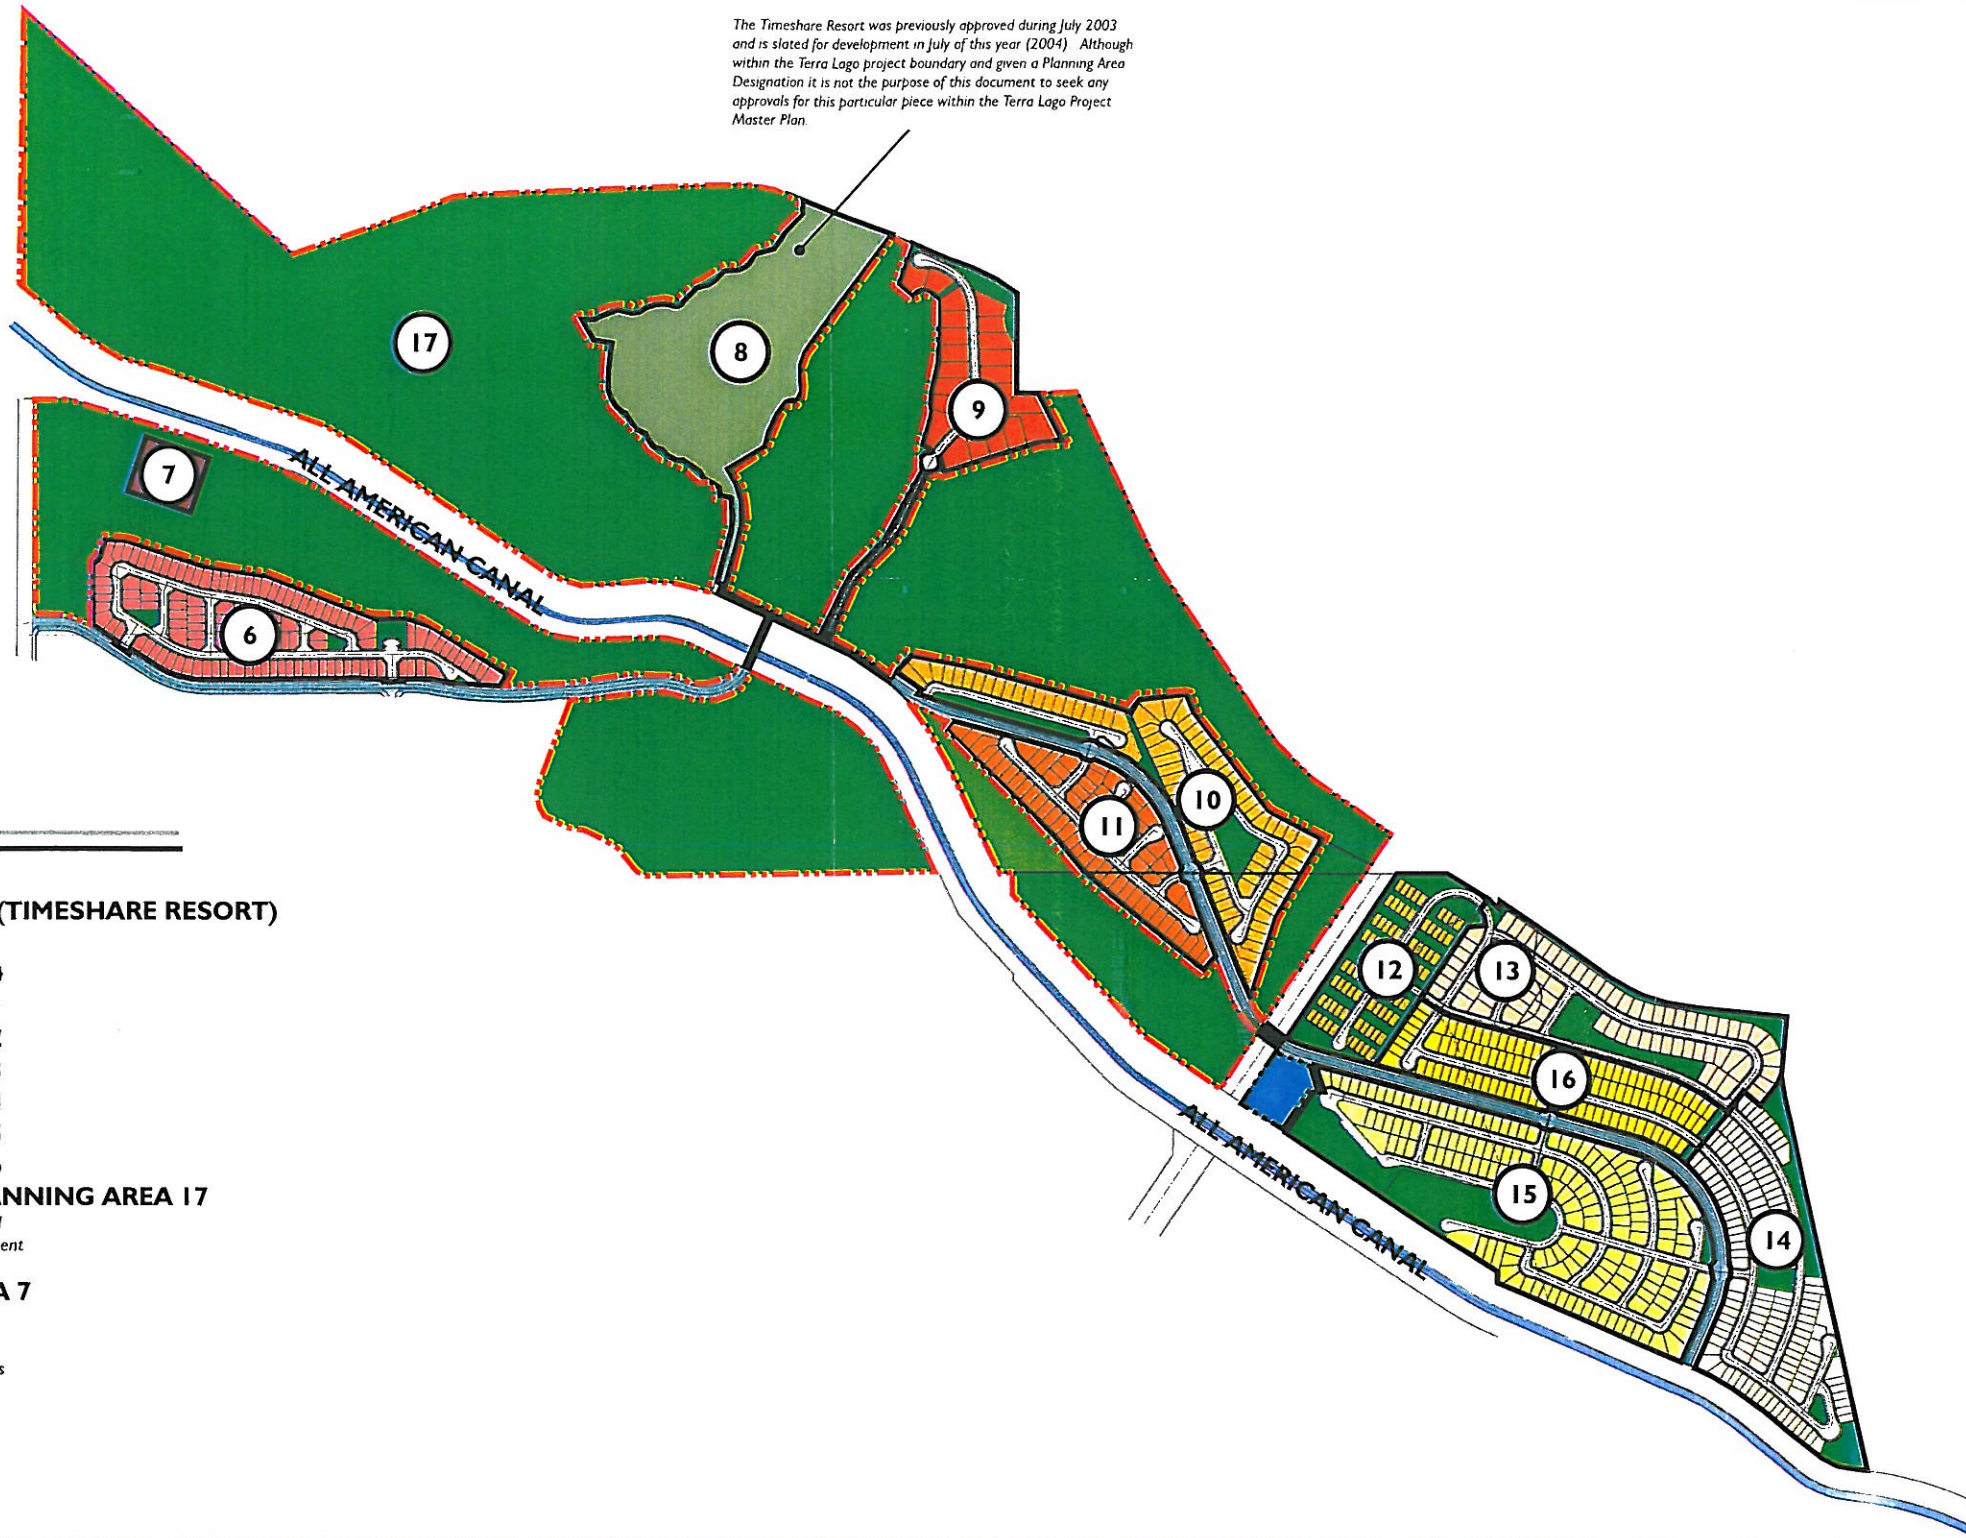 The Timeshare Resort was previously approved during July 2003
and is slated for development in July of this year (2004) Although
within the Terra Lago project boundary and given a Planning Area
Designation it is not the purpose of this document to seek any
approvals for this particular piece within the Terra Lago Project
Master Plan.
17
8
9
7
ALL AMERICAN CANAL
6
10
11
(TIMESHARE RESORT)
12
13
16
ALL AMERICAN CANAL
15
14
NNING AREA 17
ent
A 7
s